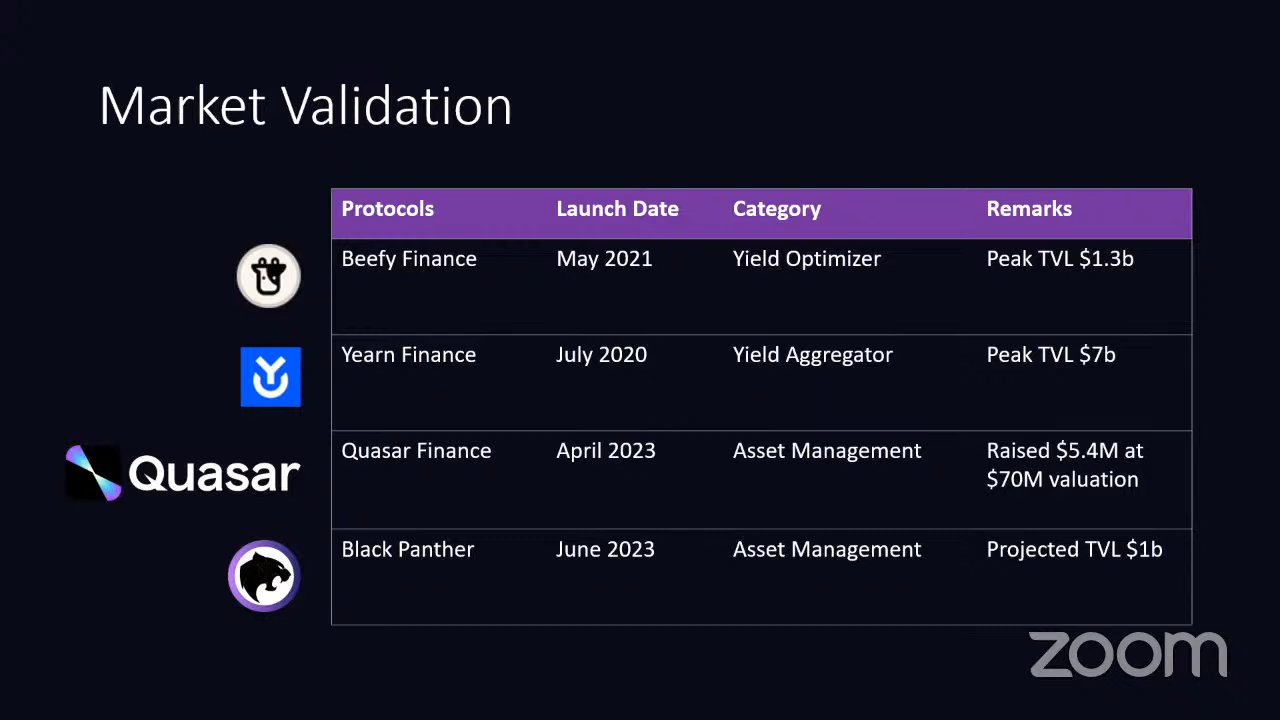 Market Validation
Protocols Launch Date Category Remarks
Beefy Finance May 2021 Yield Optimizer Peak TVL $1.3b
Yearn Finance July 2020 Yield Aggregator Peak TVL $7b
Quasar
Quasar Finance April 2023 Asset Management Raised $5.4M at
$70M valuation
Black Panther June 2023 Asset Management Projected TVL $1b
zoom